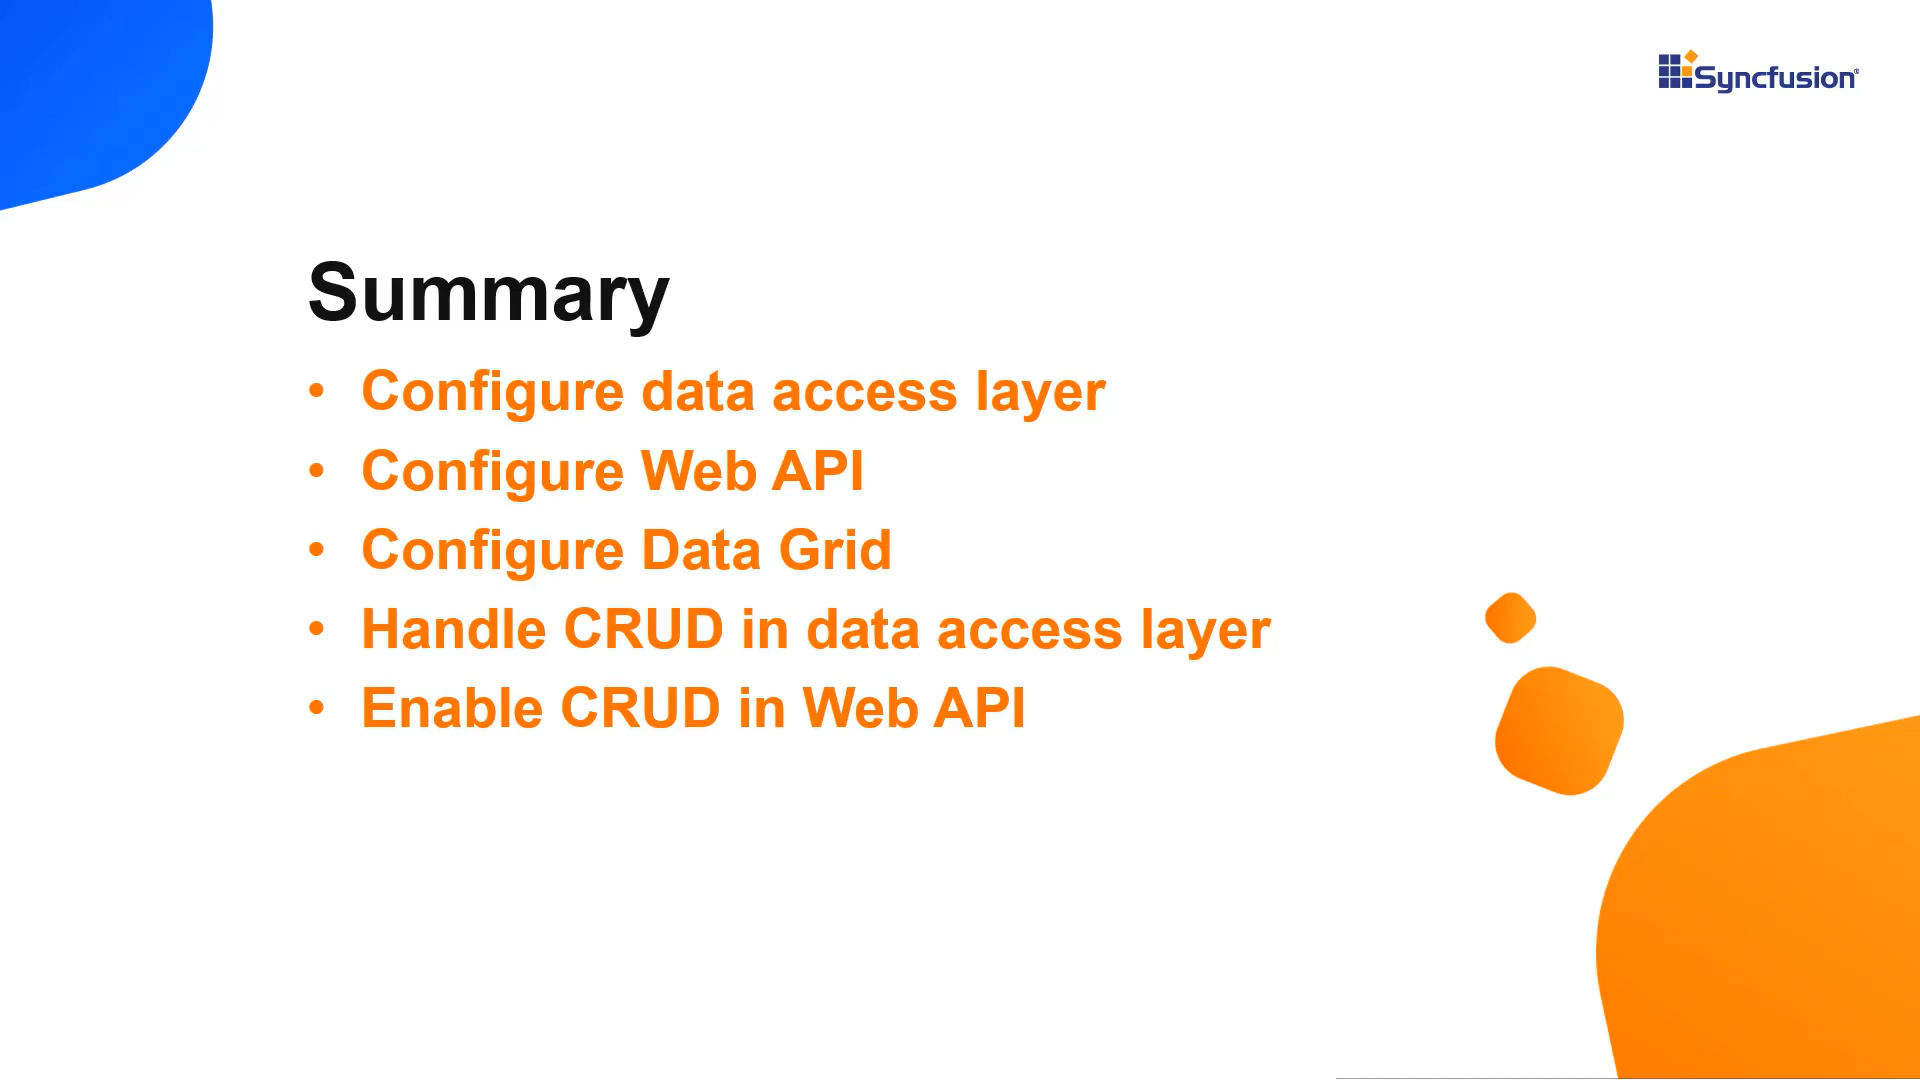 Syncfusion®
Summary
• Configure data access layer
• Configure Web API
• Configure Data Grid
• Handle CRUD in data access layer
• Enable CRUD in Web API